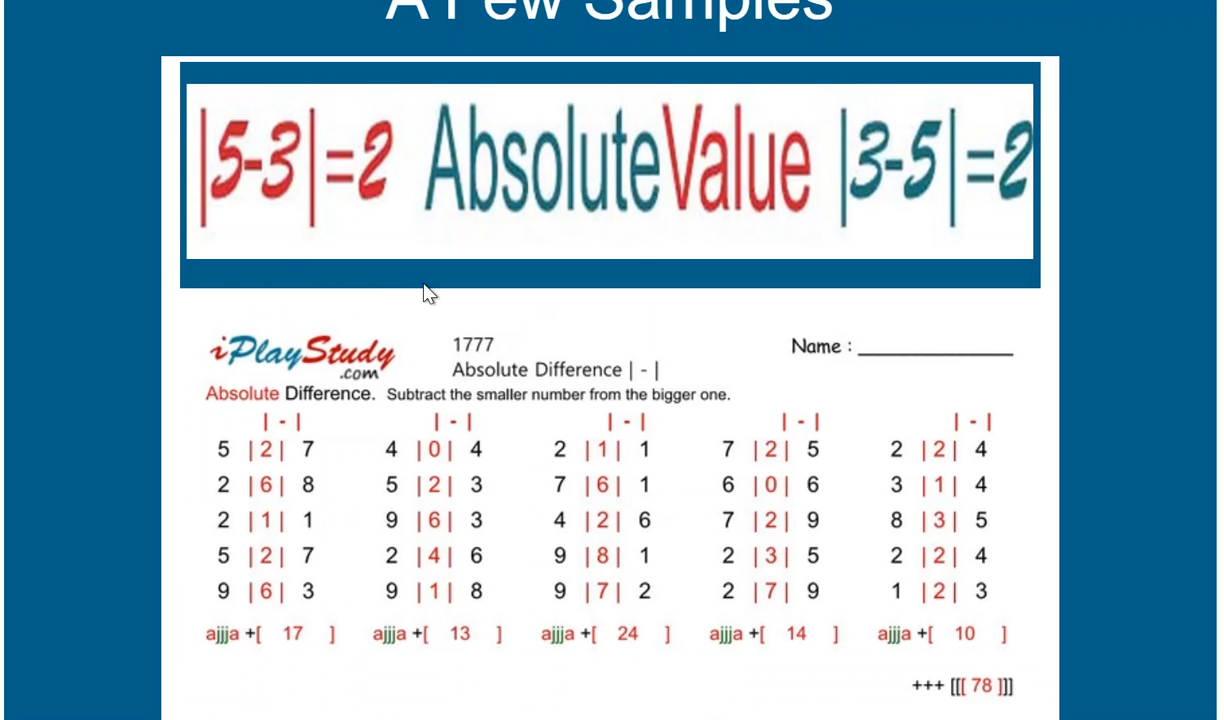 A Few Samples
|5-3|=2 AbsoluteValue |3-5|=2
iPlayStudy .com
1777
Absolute Difference | - |
Name : _______________
Absolute Difference. Subtract the smaller number from the bigger one.
| - | | - | | - | | - | | - |
5 |2| 7 4 |0| 4 2 |1| 1 7 |2| 5 2 |2| 4
2 |6| 8 5 |2| 3 7 |6| 1 6 |0| 6 3 |1| 4
2 |1| 1 9 |6| 3 4 |2| 6 7 |2| 9 8 |3| 5
5 |2| 7 2 |4| 6 9 |8| 1 2 |3| 5 2 |2| 4
9 |6| 3 9 |1| 8 9 |7| 2 2 |7| 9 1 |2| 3
ajjja +[ 17 ] ajjja +[ 13 ] ajjja +[ 24 ] ajjja +[ 14 ] ajjja +[ 10 ]
+++ [[[ 78 ]]]